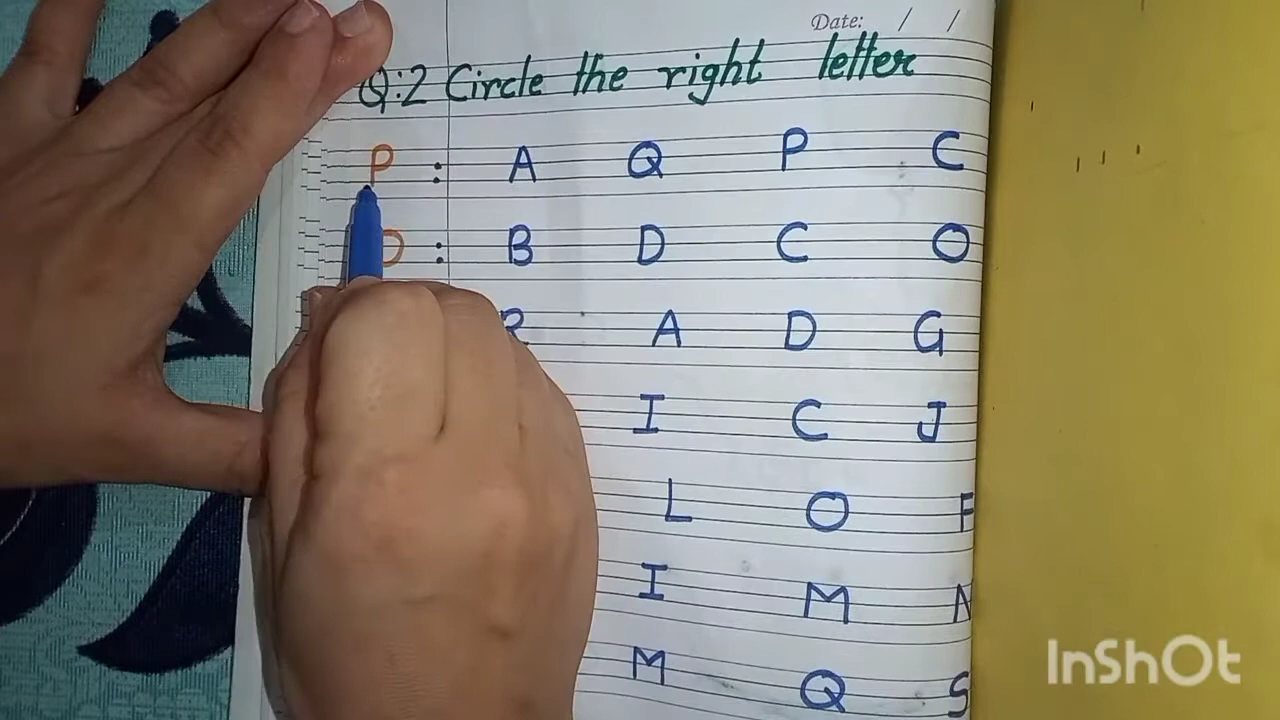 Date: / /
Q:2 Circle the right letter
P : A Q P C
D : B D C O
R A D G
I C J
L O F
I M N
M Q S
InShOt